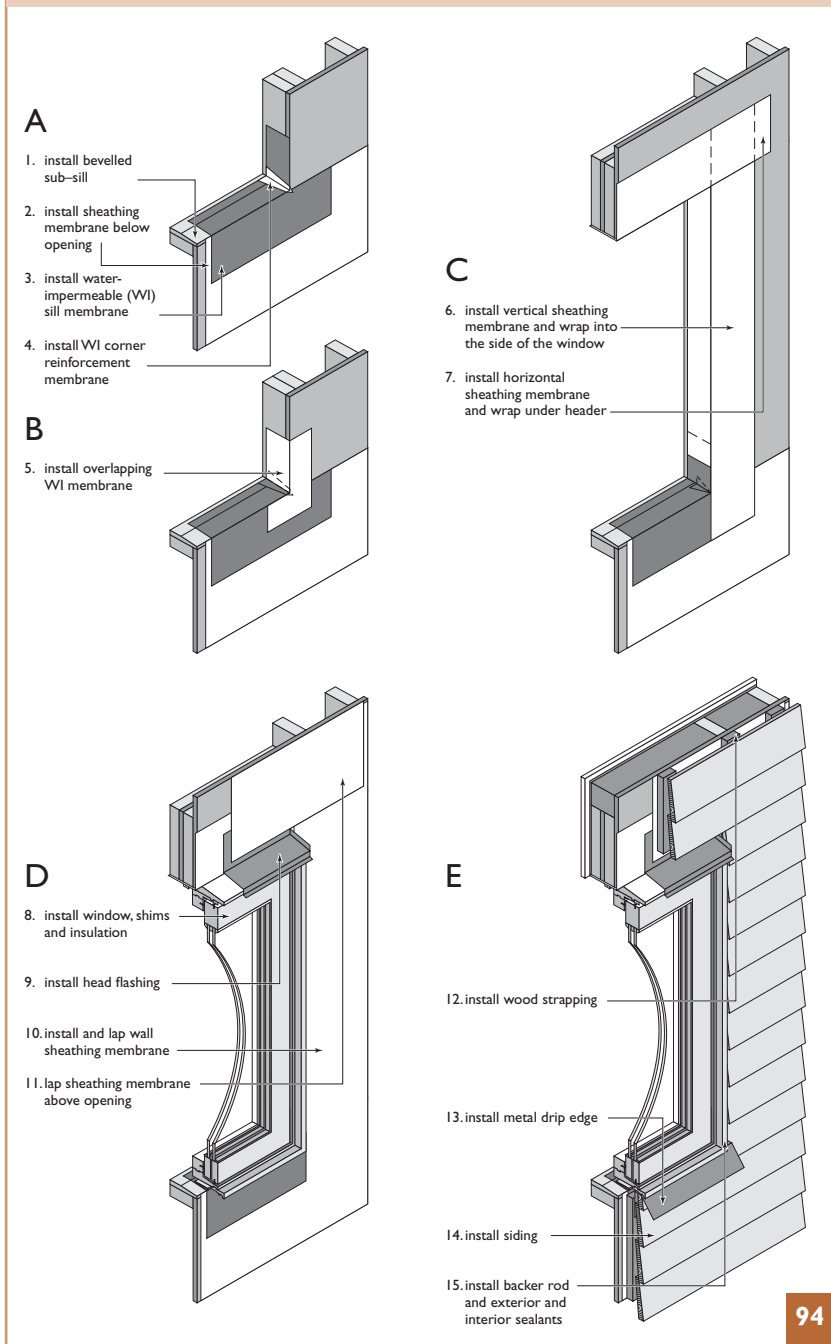 A
1. install bevelled
sub–sill
2. install sheathing
membrane below
opening
3. install water-
impermeable (WI)
sill membrane
4. install WI corner
reinforcement
membrane
B
5. install overlapping
WI membrane
C
6. install vertical sheathing
membrane and wrap into
the side of the window
7. install horizontal
sheathing membrane
and wrap under header
D
8. install window, shims
and insulation
9. install head flashing
10. install and lap wall
sheathing membrane
11. lap sheathing membrane
above opening
E
12. install wood strapping
13. install metal drip edge
14. install siding
15. install backer rod
and exterior and
interior sealants
94